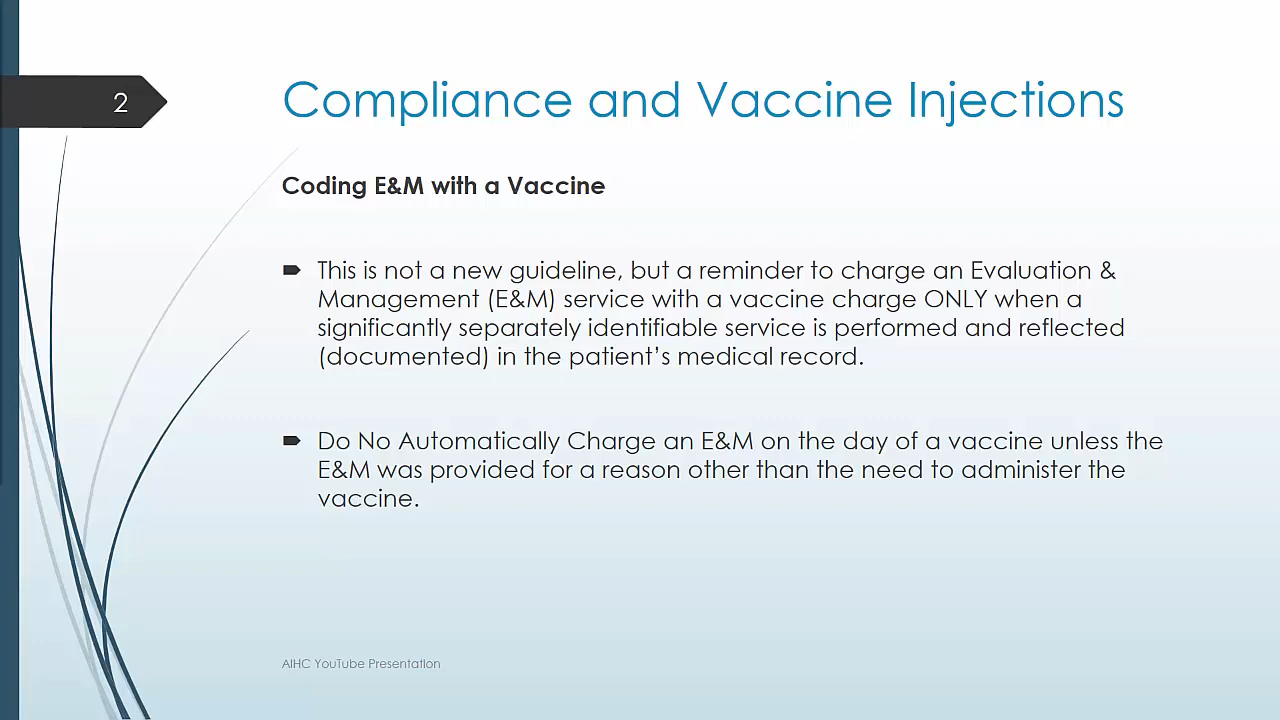 2
Compliance and Vaccine Injections
Coding E&M with a Vaccine
This is not a new guideline, but a reminder to charge an Evaluation &
Management (E&M) service with a vaccine charge ONLY when a
significantly separately identifiable service is performed and reflected
(documented) in the patient’s medical record.
Do No Automatically Charge an E&M on the day of a vaccine unless the
E&M was provided for a reason other than the need to administer the
vaccine.
AIHC YouTube Presentation